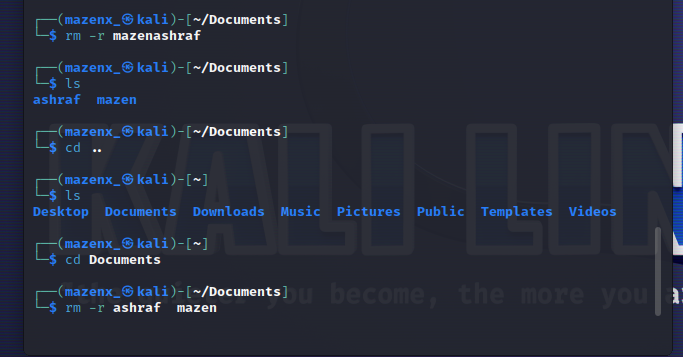 ┌──(mazenx_㉿kali)-[~/Documents]
└─$ rm -r mazenashraf
┌──(mazenx_㉿kali)-[~/Documents]
└─$ ls
ashraf  mazen
┌──(mazenx_㉿kali)-[~/Documents]
└─$ cd ..
┌──(mazenx_㉿kali)-[~]
└─$ ls
Desktop  Documents  Downloads  Music  Pictures  Public  Templates  Videos
┌──(mazenx_㉿kali)-[~]
└─$ cd Documents
┌──(mazenx_㉿kali)-[~/Documents]
└─$ rm -r ashraf  mazen
KALI LIN
you become, the more you a